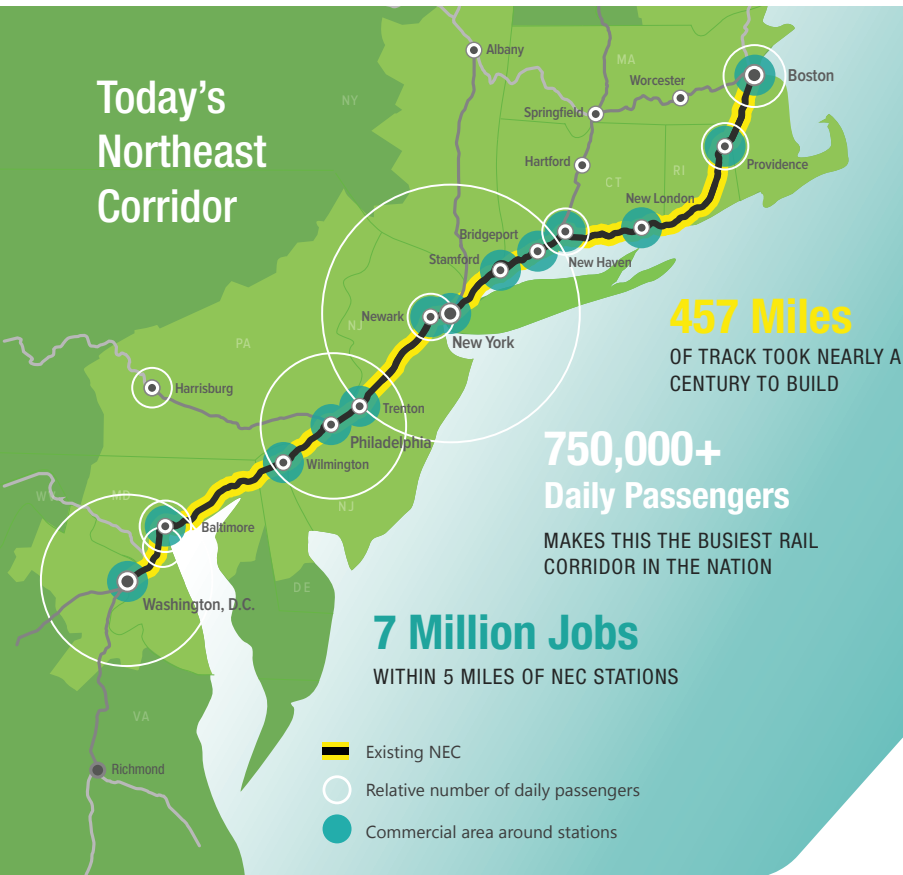 Today's
Northeast
Corridor
Albany
MA
Worcester
Boston
NY
Springfield
Hartford
Providence
RI
CT
New London
Bridgeport
New Haven
Stamford
Newark
NJ
New York
PA
Harrisburg
Trenton
Philadelphia
Wilmington
NJ
WV
MD
Baltimore
DE
Washington, D.C.
VA
Richmond
457 Miles
OF TRACK TOOK NEARLY A
CENTURY TO BUILD
750,000+
Daily Passengers
MAKES THIS THE BUSIEST RAIL
CORRIDOR IN THE NATION
7 Million Jobs
WITHIN 5 MILES OF NEC STATIONS
Existing NEC
Relative number of daily passengers
Commercial area around stations